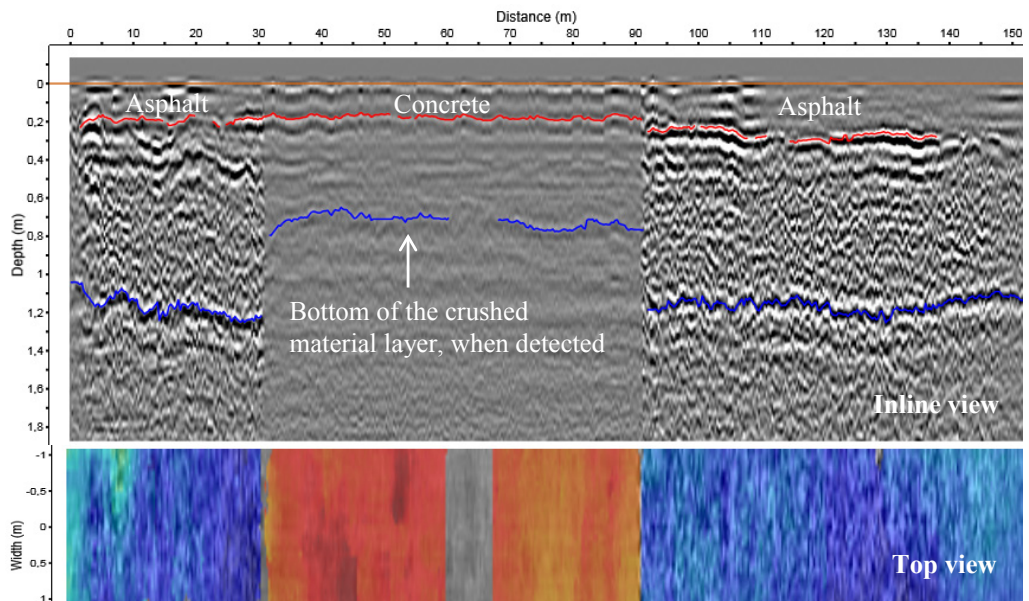 Distance (m)
0 10 20 30 40 50 60 70 80 90 100 110 120 130 140 150
Depth (m)
0
0,2
0,4
0,6
0,8
1
1,2
1,4
1,6
1,8
Asphalt
Concrete
Asphalt
Bottom of the crushed
material layer, when detected
Inline view
Width (m)
-1
-0,5
0
0,5
1
Top view